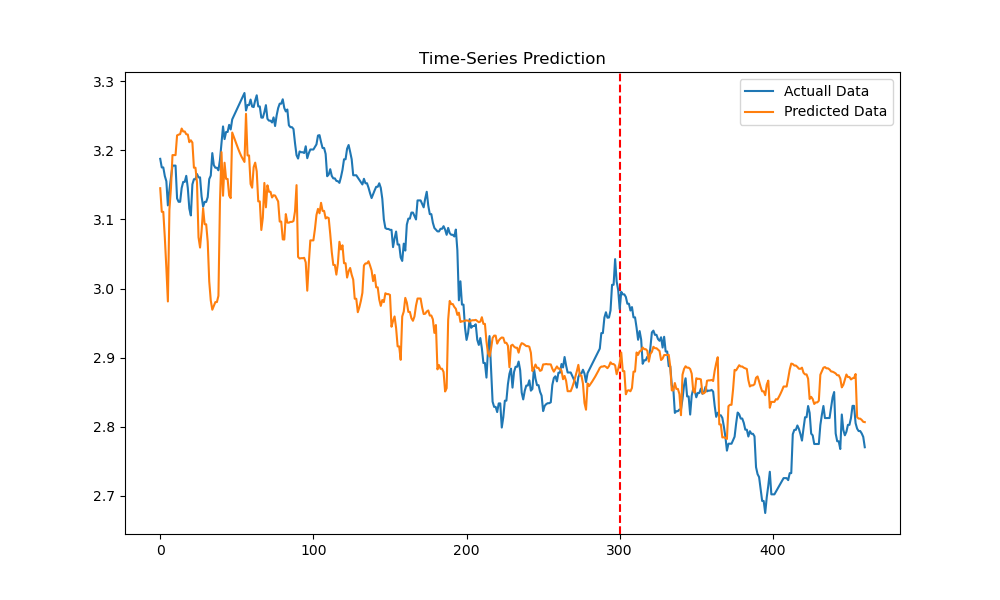 Time-Series Prediction
Actuall Data
Predicted Data
3.3
3.2
3.1
3.0
2.9
2.8
2.7
0 100 200 300 400